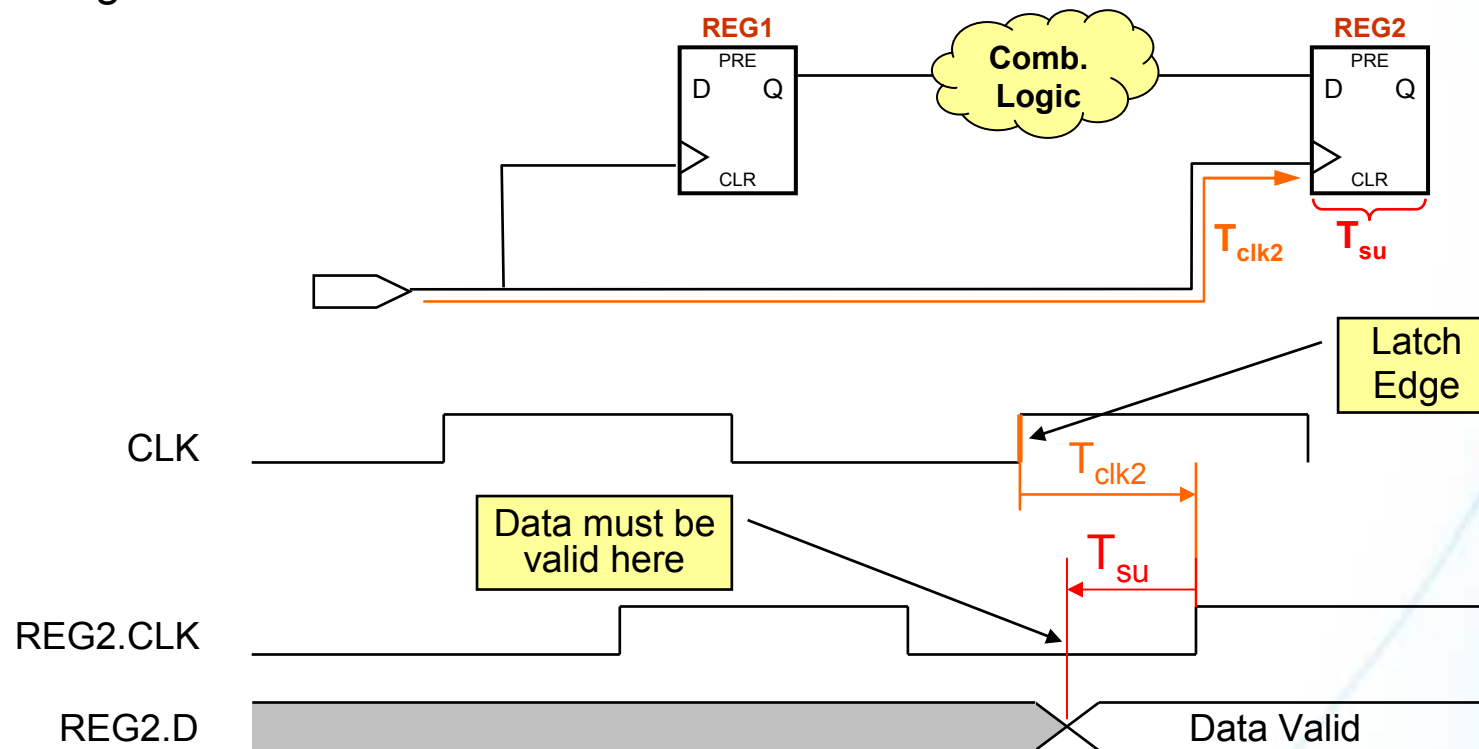 REG1
PRE
D Q
CLR
Comb.
Logic
REG2
PRE
D Q
CLR
Tclk2
Tsu
Latch
Edge
CLK
Tclk2
Data must be
valid here
Tsu
REG2.CLK
REG2.D
Data Valid